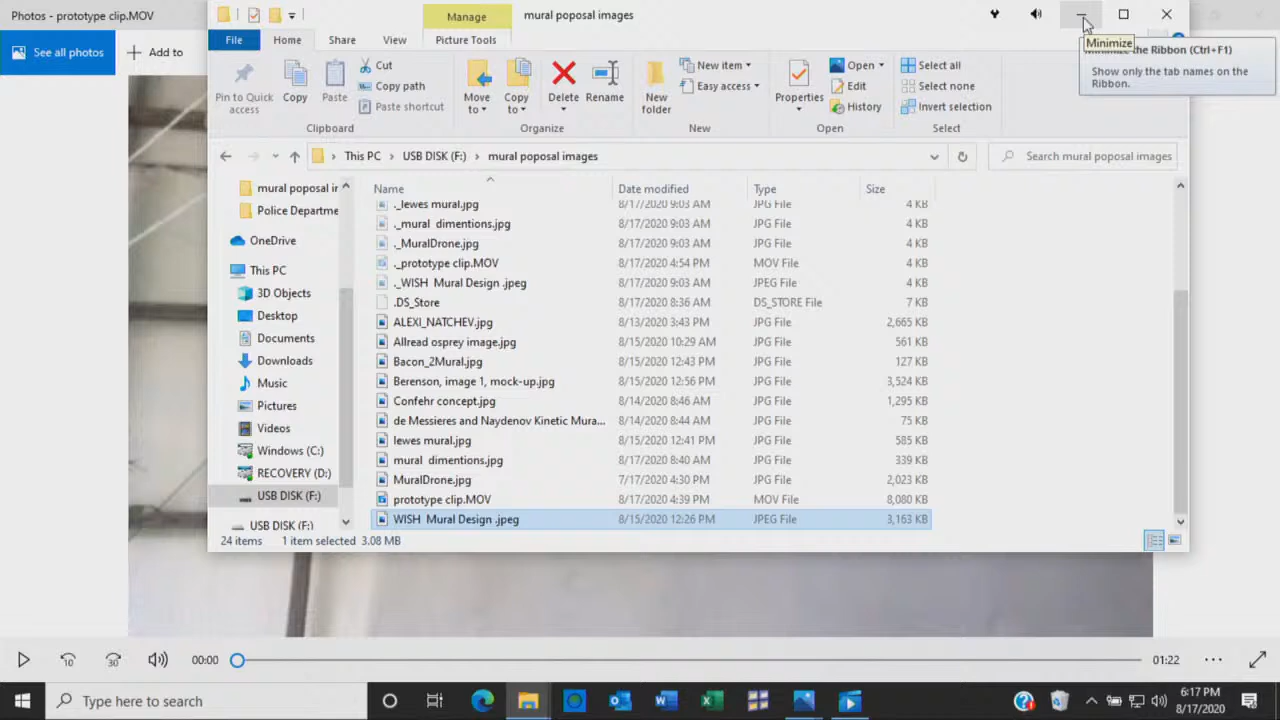 Photos - prototype clip.MOV
See all photos
Add to
Manage
mural poposal images
File
Home
Share
View
Picture Tools
Minimize
Minimize the Ribbon (Ctrl+F1)
Show only the tab names on the
Ribbon.
Pin to Quick
access
Copy
Paste
Cut
Copy path
Paste shortcut
Clipboard
Move
to
Copy
to
Delete
Rename
Organize
New
folder
New item
Easy access
New
Properties
Open
Edit
History
Open
Select all
Select none
Invert selection
Select
This PC
USB DISK (F:)
mural poposal images
Search mural poposal images
mural poposal ir
Police Departme
OneDrive
This PC
3D Objects
Desktop
Documents
Downloads
Music
Pictures
Videos
Windows (C:)
RECOVERY (D:)
USB DISK (F:)
USB DISK (F:)
Name Date modified Type Size
._lewes mural.jpg 8/17/2020 9:03 AM JPG File 4 KB
._mural dimentions.jpg 8/17/2020 9:03 AM JPG File 4 KB
._MuralDrone.jpg 8/17/2020 9:03 AM JPG File 4 KB
._prototype clip.MOV 8/17/2020 4:54 PM MOV File 4 KB
._WISH Mural Design .jpeg 8/17/2020 9:03 AM JPEG File 4 KB
.DS_Store 8/17/2020 8:36 AM DS_STORE File 7 KB
ALEXI_NATCHEV.jpg 8/13/2020 3:43 PM JPG File 2,665 KB
Allread osprey image.jpg 8/15/2020 10:29 AM JPG File 561 KB
Bacon_2Mural.jpg 8/15/2020 12:43 PM JPG File 127 KB
Berenson, image 1, mock-up.jpg 8/15/2020 12:56 PM JPG File 3,524 KB
Confehr concept.jpg 8/14/2020 8:46 AM JPG File 1,295 KB
de Messieres and Naydenov Kinetic Mura... 8/14/2020 8:44 AM JPG File 75 KB
lewes mural.jpg 8/15/2020 12:41 PM JPG File 585 KB
mural dimentions.jpg 8/17/2020 8:40 AM JPG File 339 KB
MuralDrone.jpg 7/17/2020 4:30 PM JPG File 2,023 KB
prototype clip.MOV 8/17/2020 4:39 PM MOV File 8,080 KB
WISH Mural Design .jpeg 8/15/2020 12:26 PM JPEG File 3,163 KB
24 items 1 item selected 3.08 MB
10
30
00:00
01:22
Type here to search
6:17 PM
8/17/2020